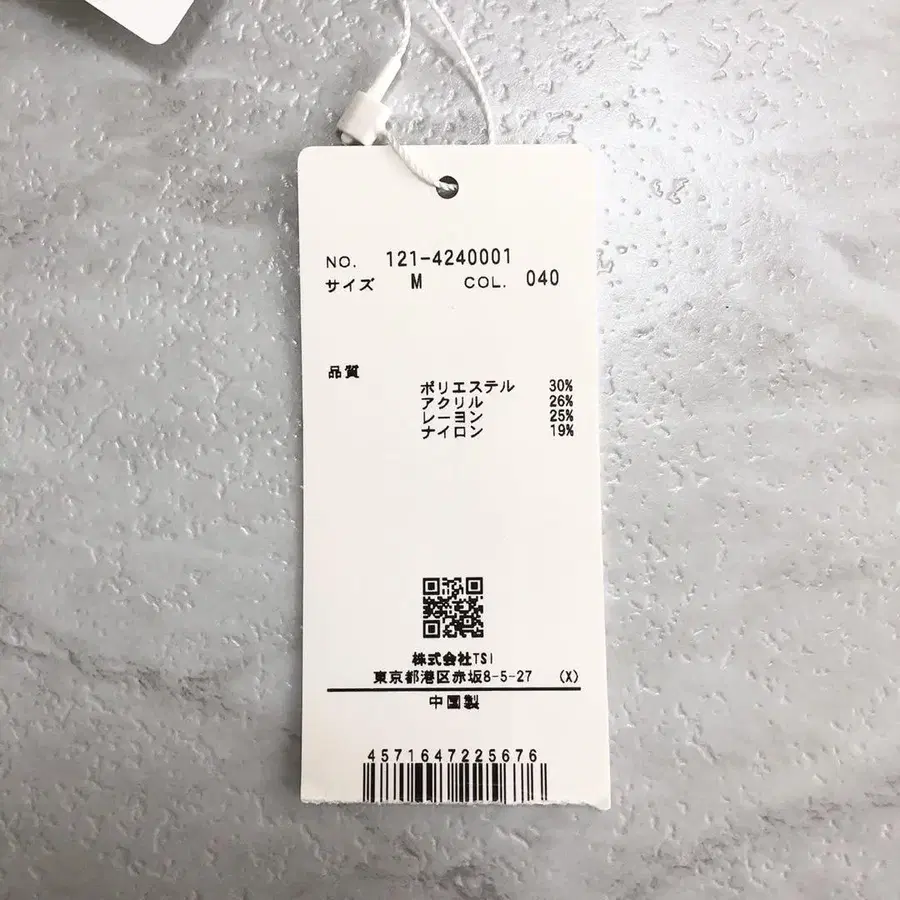 NO. 121-4240001
サイズ M COL. 040
品質
ポリエステル 30%
アクリル 26%
レーヨン 25%
ナイロン 19%
株式会社TSI
東京都港区赤坂8-5-27 (X)
中国製
4571647225676